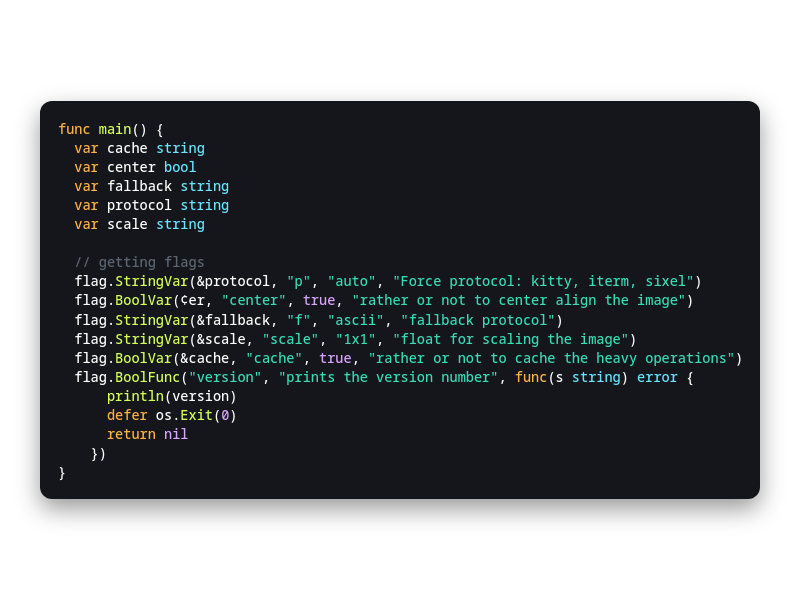 func main() {
  var cache string
  var center bool
  var fallback string
  var protocol string
  var scale string

  // getting flags
  flag.StringVar(&protocol, "p", "auto", "Force protocol: kitty, iterm, sixel")
  flag.BoolVar(¢er, "center", true, "rather or not to center align the image")
  flag.StringVar(&fallback, "f", "ascii", "fallback protocol")
  flag.StringVar(&scale, "scale", "1x1", "float for scaling the image")
  flag.BoolVar(&cache, "cache", true, "rather or not to cache the heavy operations")
  flag.BoolFunc("version", "prints the version number", func(s string) error {
      println(version)
      defer os.Exit(0)
      return nil
    })
}